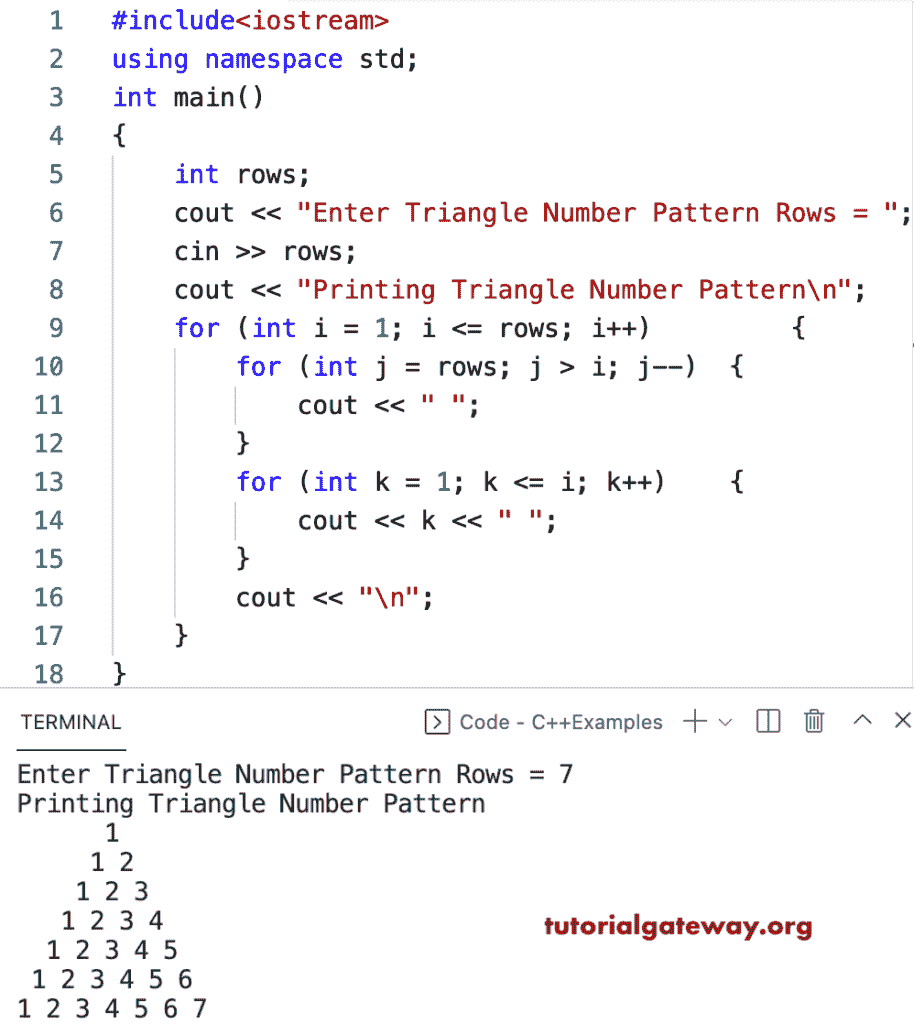 1 #include<iostream>
2 using namespace std;
3 int main()
4 {
5     int rows;
6     cout << "Enter Triangle Number Pattern Rows = ";
7     cin >> rows;
8     cout << "Printing Triangle Number Pattern\n";
9     for (int i = 1; i <= rows; i++)         {
10         for (int j = rows; j > i; j--)  {
11             cout << " ";
12         }
13         for (int k = 1; k <= i; k++)    {
14             cout << k << " ";
15         }
16         cout << "\n";
17     }
18 }
TERMINAL Code - C++Examples
Enter Triangle Number Pattern Rows = 7
Printing Triangle Number Pattern
      1
     1 2
    1 2 3
   1 2 3 4
  1 2 3 4 5
 1 2 3 4 5 6
1 2 3 4 5 6 7
tutorialgateway.org